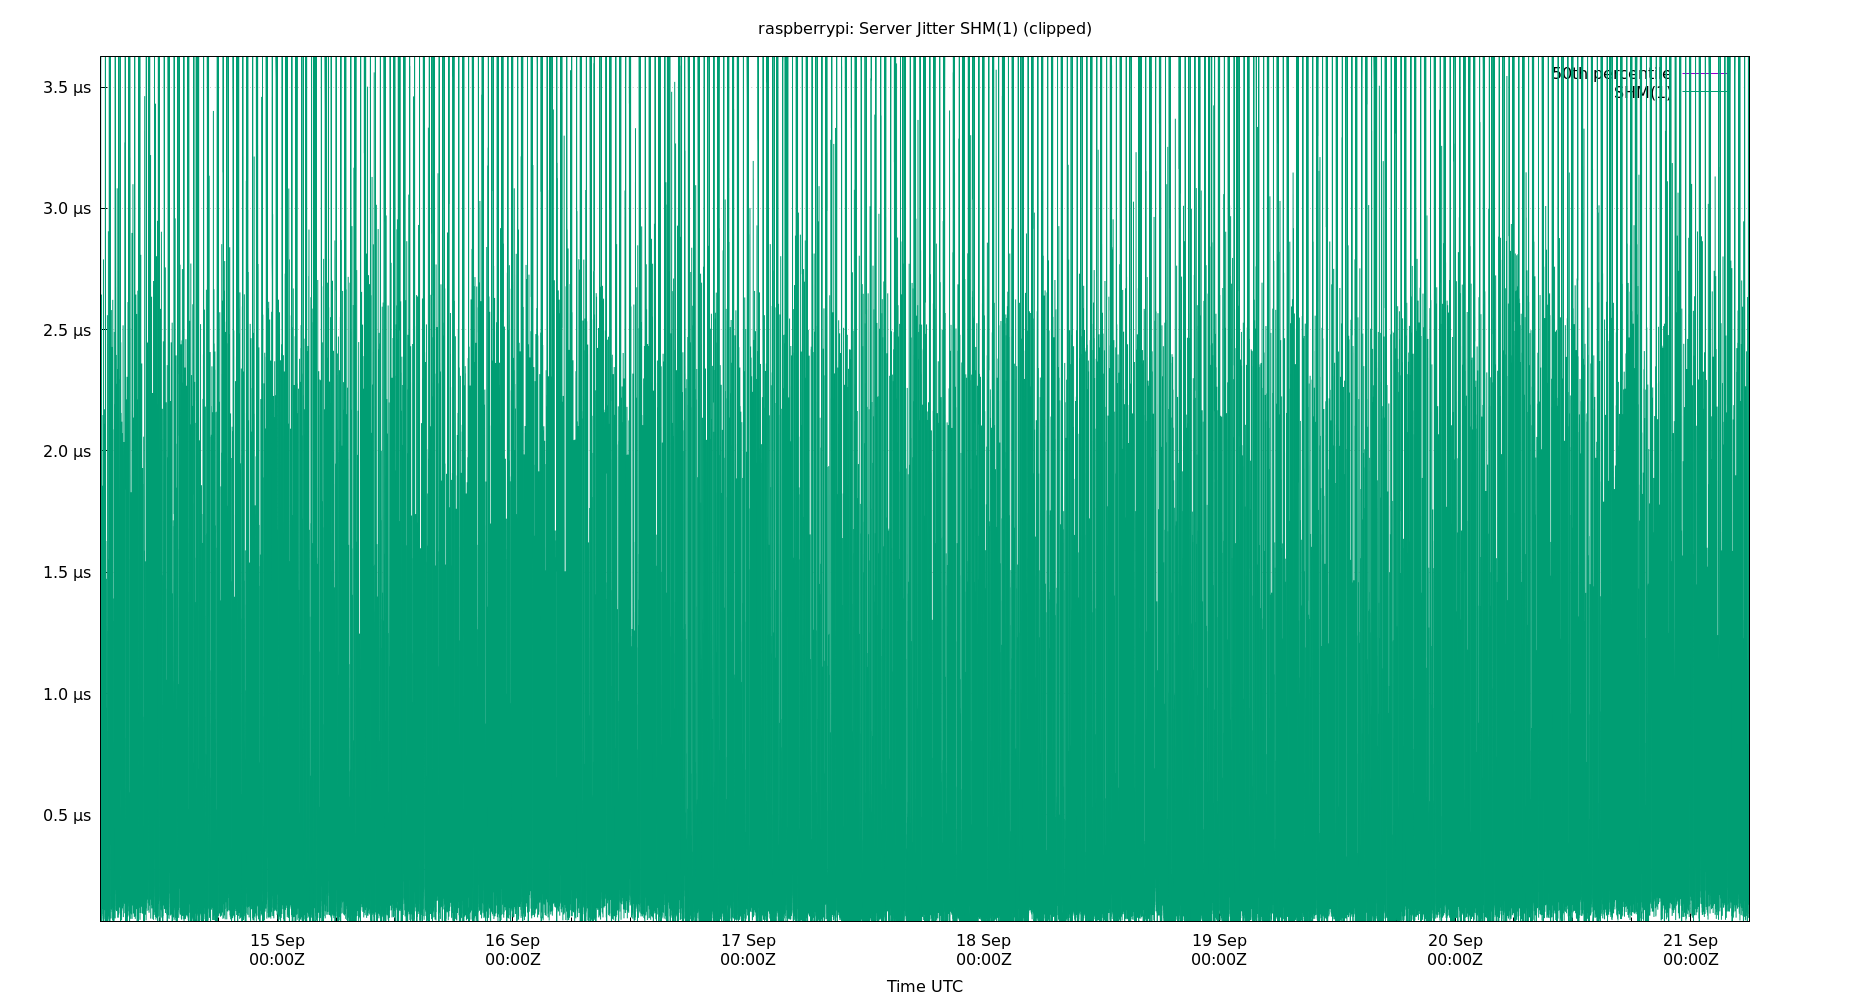 raspberrypi: Server Jitter SHM(1) (clipped)
50th percentile
SHM(1)
3.5 µs
3.0 µs
2.5 µs
2.0 µs
1.5 µs
1.0 µs
0.5 µs
15 Sep 16 Sep 17 Sep 18 Sep 19 Sep 20 Sep 21 Sep
00:00Z 00:00Z 00:00Z 00:00Z 00:00Z 00:00Z 00:00Z
Time UTC